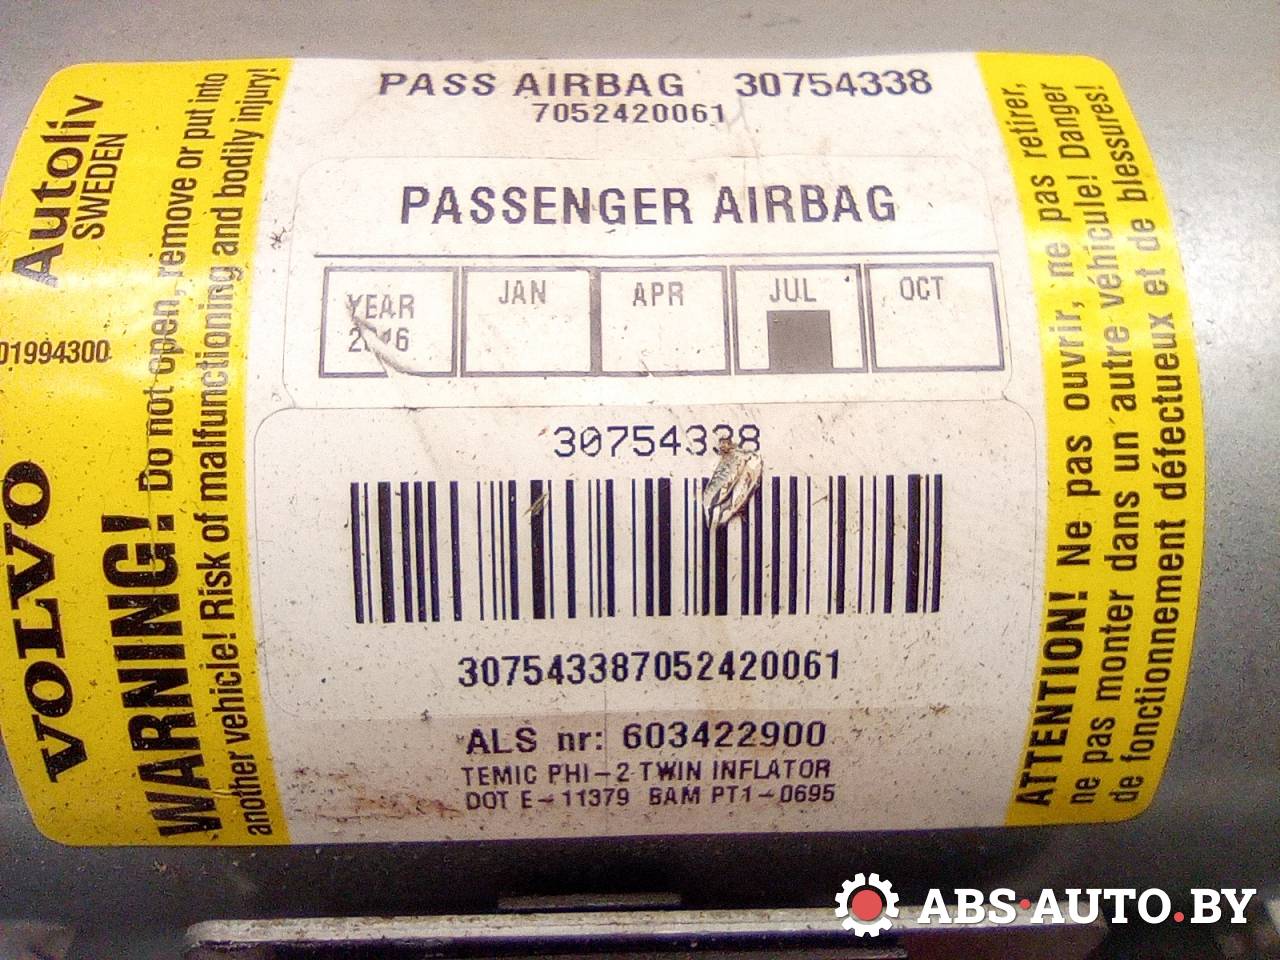 PASS AIRBAG 30754338
7052420061
PASSENGER AIRBAG
YEAR JAN APR JUL OCT
30754338
307543387052420061
ALS nr: 603422900
TEMIC PHI-2 TWIN INFLATOR
DOT E-11379 BAM PT1-0695
VOLVO
01994300
Autoliv
SWEDEN
WARNING! Do not open, remove or put into
another vehicle! Risk of malfunctioning and bodily injury!
ATTENTION! Ne pas ouvrir, ne pas retirer,
ne pas monter dans un autre véhicule! Danger
de fonctionnement défectueux et de blessures!
ABS·AUTO.BY